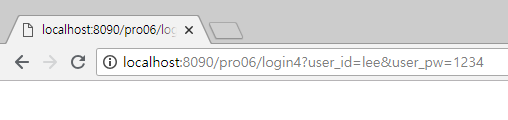 localhost:8090/pro06/log
localhost:8090/pro06/login4?user_id=lee&user_pw=1234